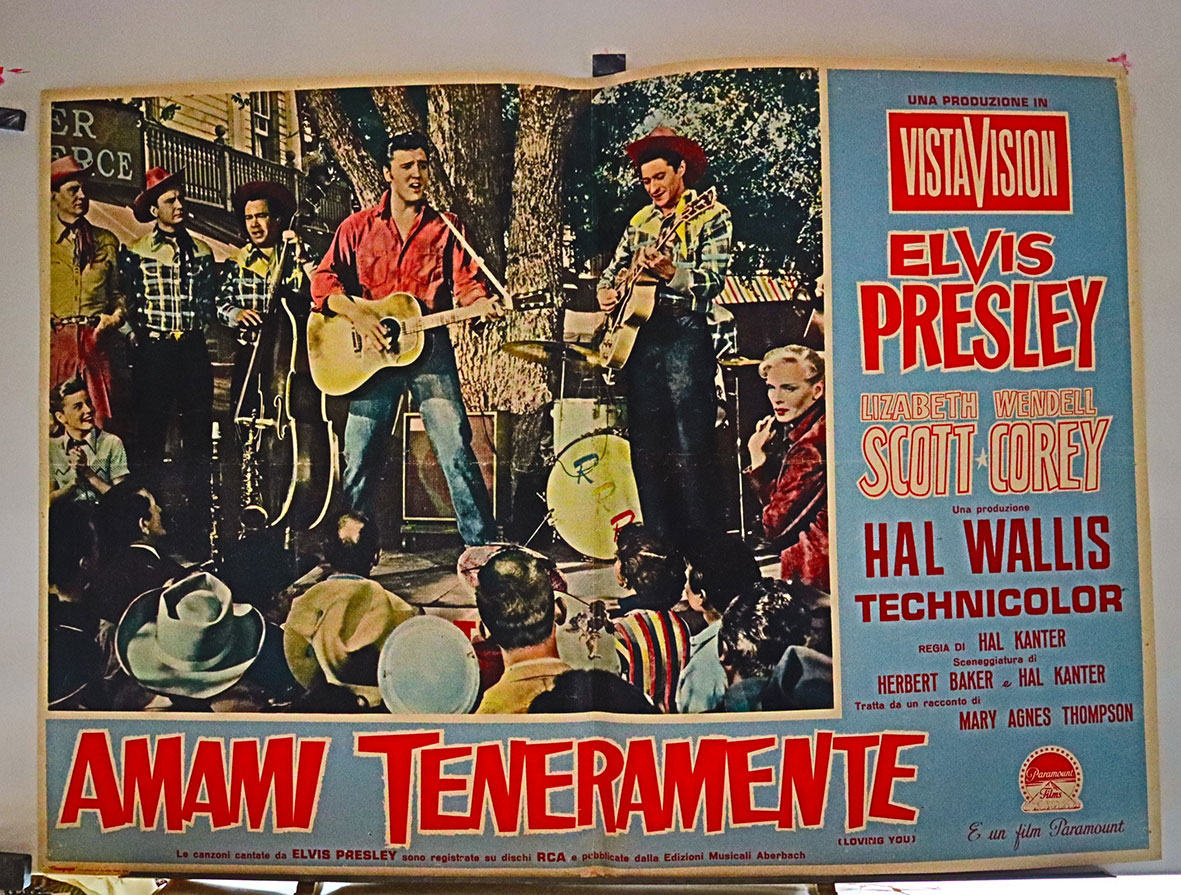 ER
ERCE
R
R
R
UNA PRODUZIONE IN
VISTAVISION
ELVIS
PRESLEY
LIZABETH WENDELL
SCOTT * COREY
Una produzione
HAL WALLIS
TECHNICOLOR
REGIA DI HAL KANTER
Sceneggiatura di
HERBERT BAKER e HAL KANTER
Tratta da un racconto di
MARY AGNES THOMPSON
AMAMI TENERAMENTE
(LOVING YOU)
Paramount
Films
È un film Paramount
Le canzoni cantate da ELVIS PRESLEY sono registrate su dischi RCA e pubblicate dalla Edizioni Musicali Aberbach